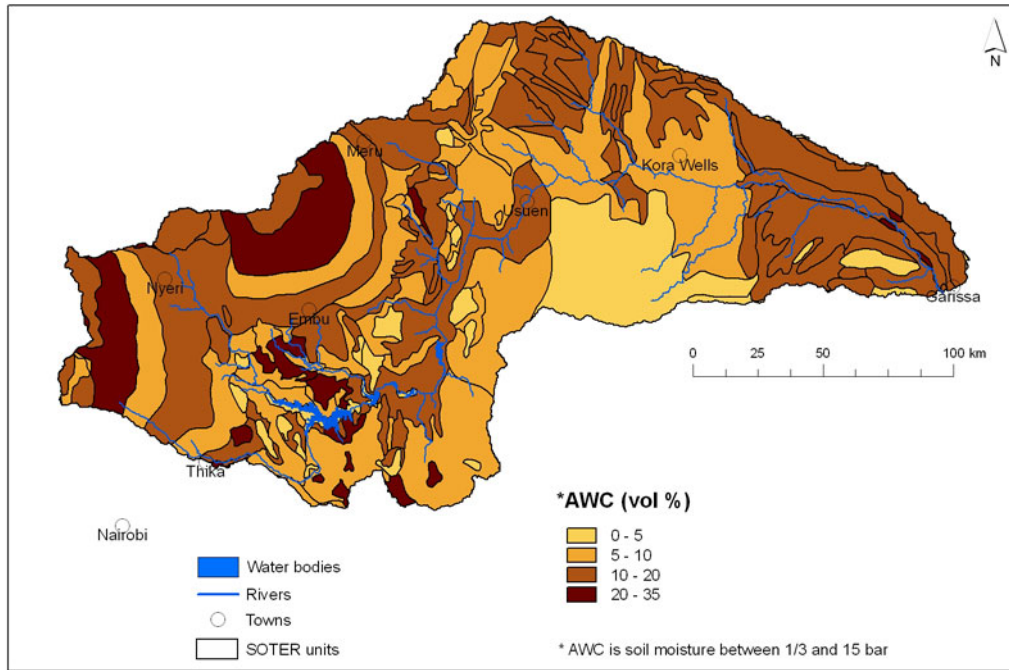 N
Meru
Kora Wells
Usuen
Nyeri
Garissa
Embu
0 25 50 100 km
Thika
*AWC (vol %)
Nairobi
0 - 5
5 - 10
10 - 20
20 - 35
Water bodies
Rivers
Towns
SOTER units
* AWC is soil moisture between 1/3 and 15 bar